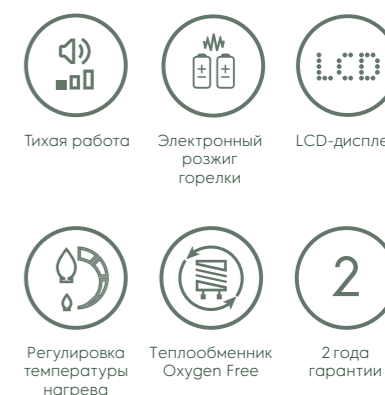 LCD
Тихая работа
Электронный
розжиг
горелки
LCD-диспле
2
Регулировка
температуры
нагрева
Теплообменник
Oxygen Free
2 года
гарантии